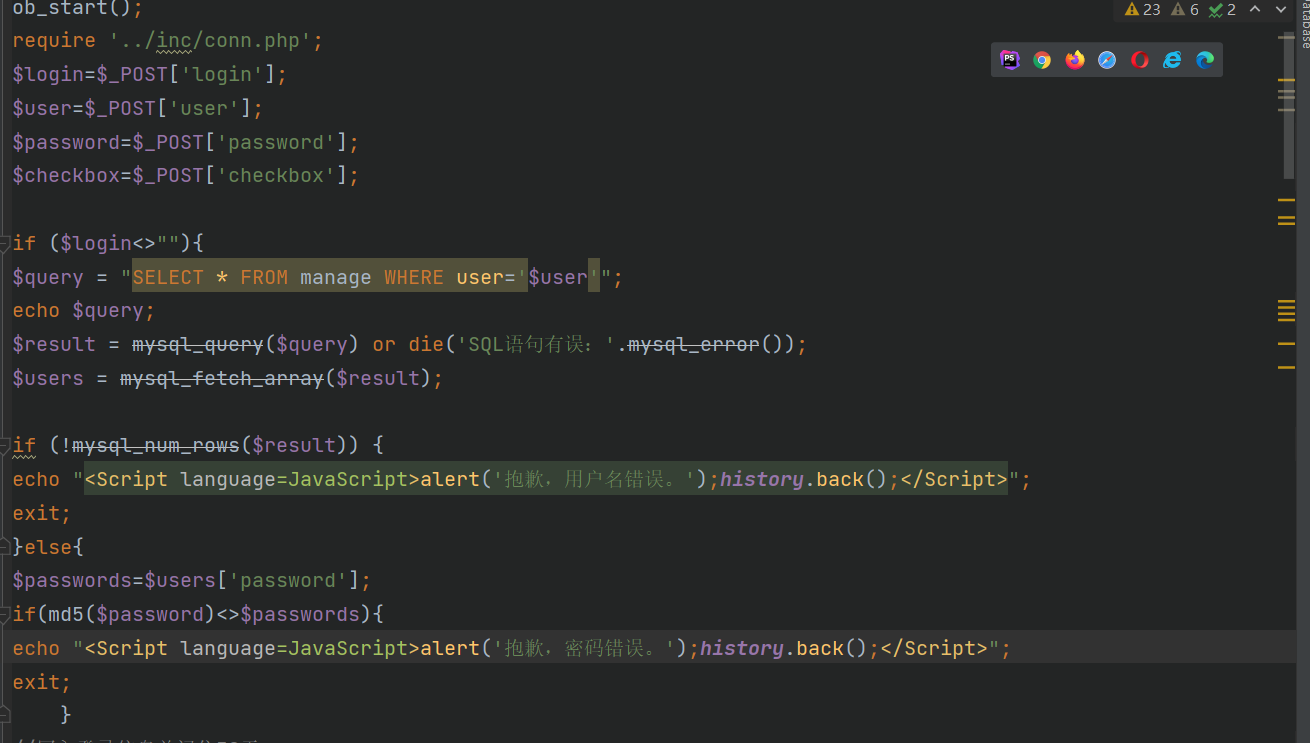 ob_start();
23 6 2
require '../inc/conn.php';
$login=$_POST['login'];
$user=$_POST['user'];
$password=$_POST['password'];
$checkbox=$_POST['checkbox'];
if ($login<>""){
$query = "SELECT * FROM manage WHERE user='$user'";
echo $query;
$result = mysql_query($query) or die('SQL语句有误：'.mysql_error());
$users = mysql_fetch_array($result);
if (!mysql_num_rows($result)) {
echo "<Script language=JavaScript>alert('抱歉，用户名错误。');history.back();</Script>";
exit;
}else{
$passwords=$users['password'];
if(md5($password)<>$passwords){
echo "<Script language=JavaScript>alert('抱歉，密码错误。');history.back();</Script>";
exit;
}
PS